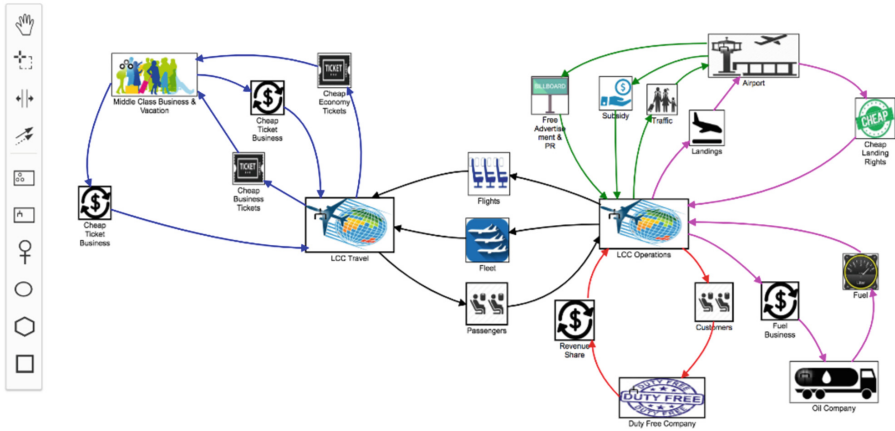 Middle Class Business &
Vacation
TICKET
Cheap
Economy
Tickets
Cheap
Ticket
Business
TICKET
Cheap
Business
Tickets
Cheap
Ticket
Business
LCC Travel
Flights
Fleet
Passengers
BILLBOARD
Free
Advertise
ment &
PR
Subsidy
Traffic
Landings
Airport
CHEAP
Cheap
Landing
Rights
LCC Operations
Revenue
Share
Customers
DUTY FREE
Duty Free Company
Fuel
Business
Fuel
Oil Company